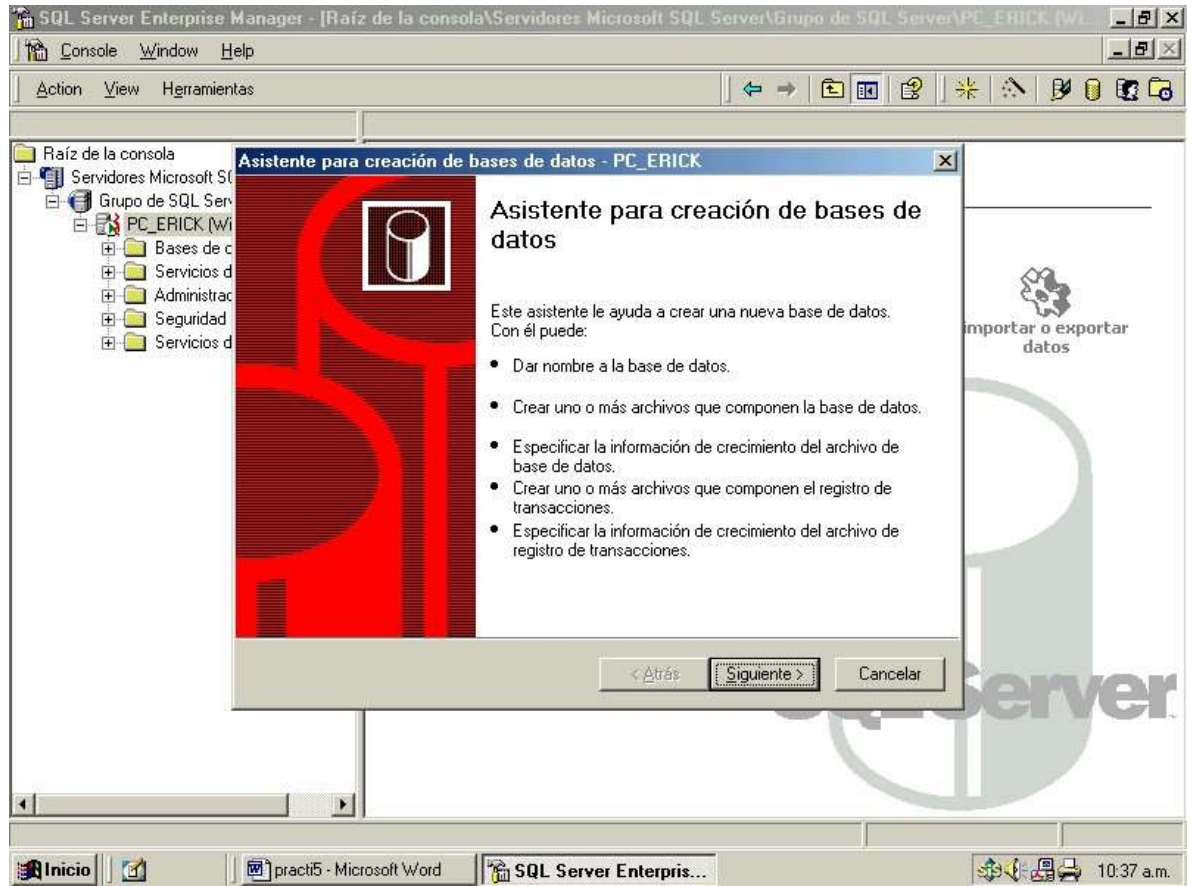 SQL Server Enterprise Manager - [Raíz de la consola\Servidores Microsoft SQL Server\Grupo de SQL Server\PC_ERICK (Wi...
Console Window Help
Action View Herramientas
Raíz de la consola
Servidores Microsoft S
Grupo de SQL Serv
PC_ERICK (Wi
Bases de d
Servicios d
Administrac
Seguridad
Servicios d
Asistente para creación de bases de datos - PC_ERICK
Asistente para creación de bases de
datos
Este asistente le ayuda a crear una nueva base de datos.
Con él puede:
• Dar nombre a la base de datos.
• Crear uno o más archivos que componen la base de datos.
• Especificar la información de crecimiento del archivo de
base de datos.
• Crear uno o más archivos que componen el registro de
transacciones.
• Especificar la información de crecimiento del archivo de
registro de transacciones.
< Atrás Siguiente > Cancelar
importar o exportar
datos
Server
Inicio practi5 - Microsoft Word SQL Server Enterpris... 10:37 a.m.